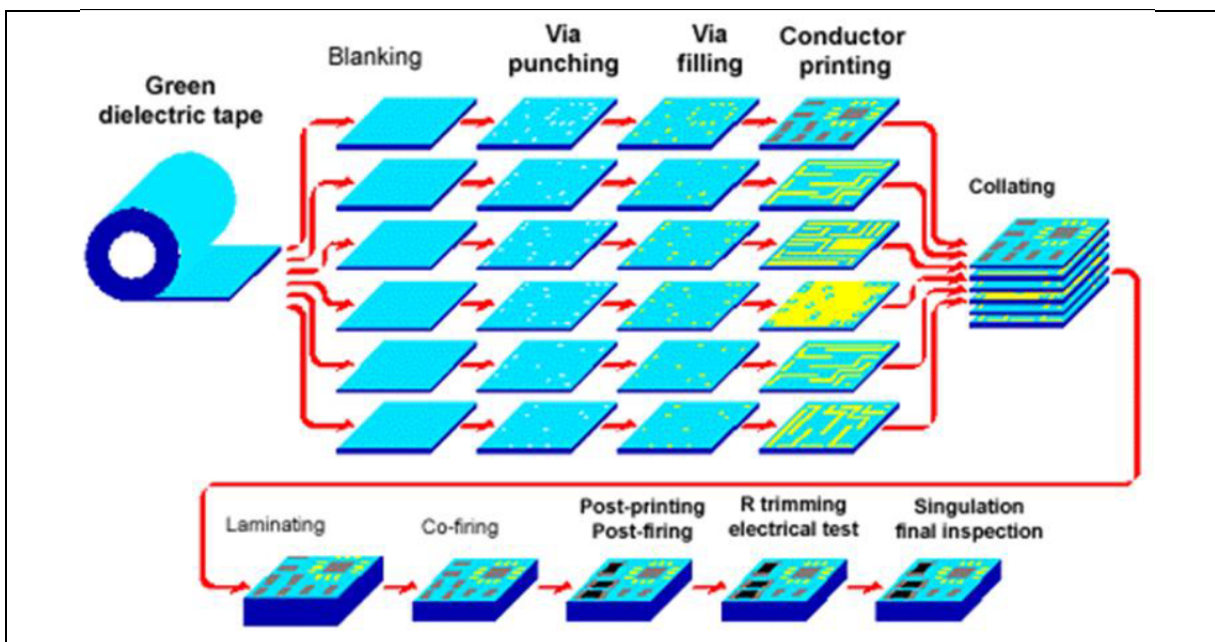 Green
dielectric tape
Blanking
Via
punching
Via
filling
Conductor
printing
Collating
Laminating
Co-firing
Post-printing
Post-firing
R trimming
electrical test
Singulation
final inspection